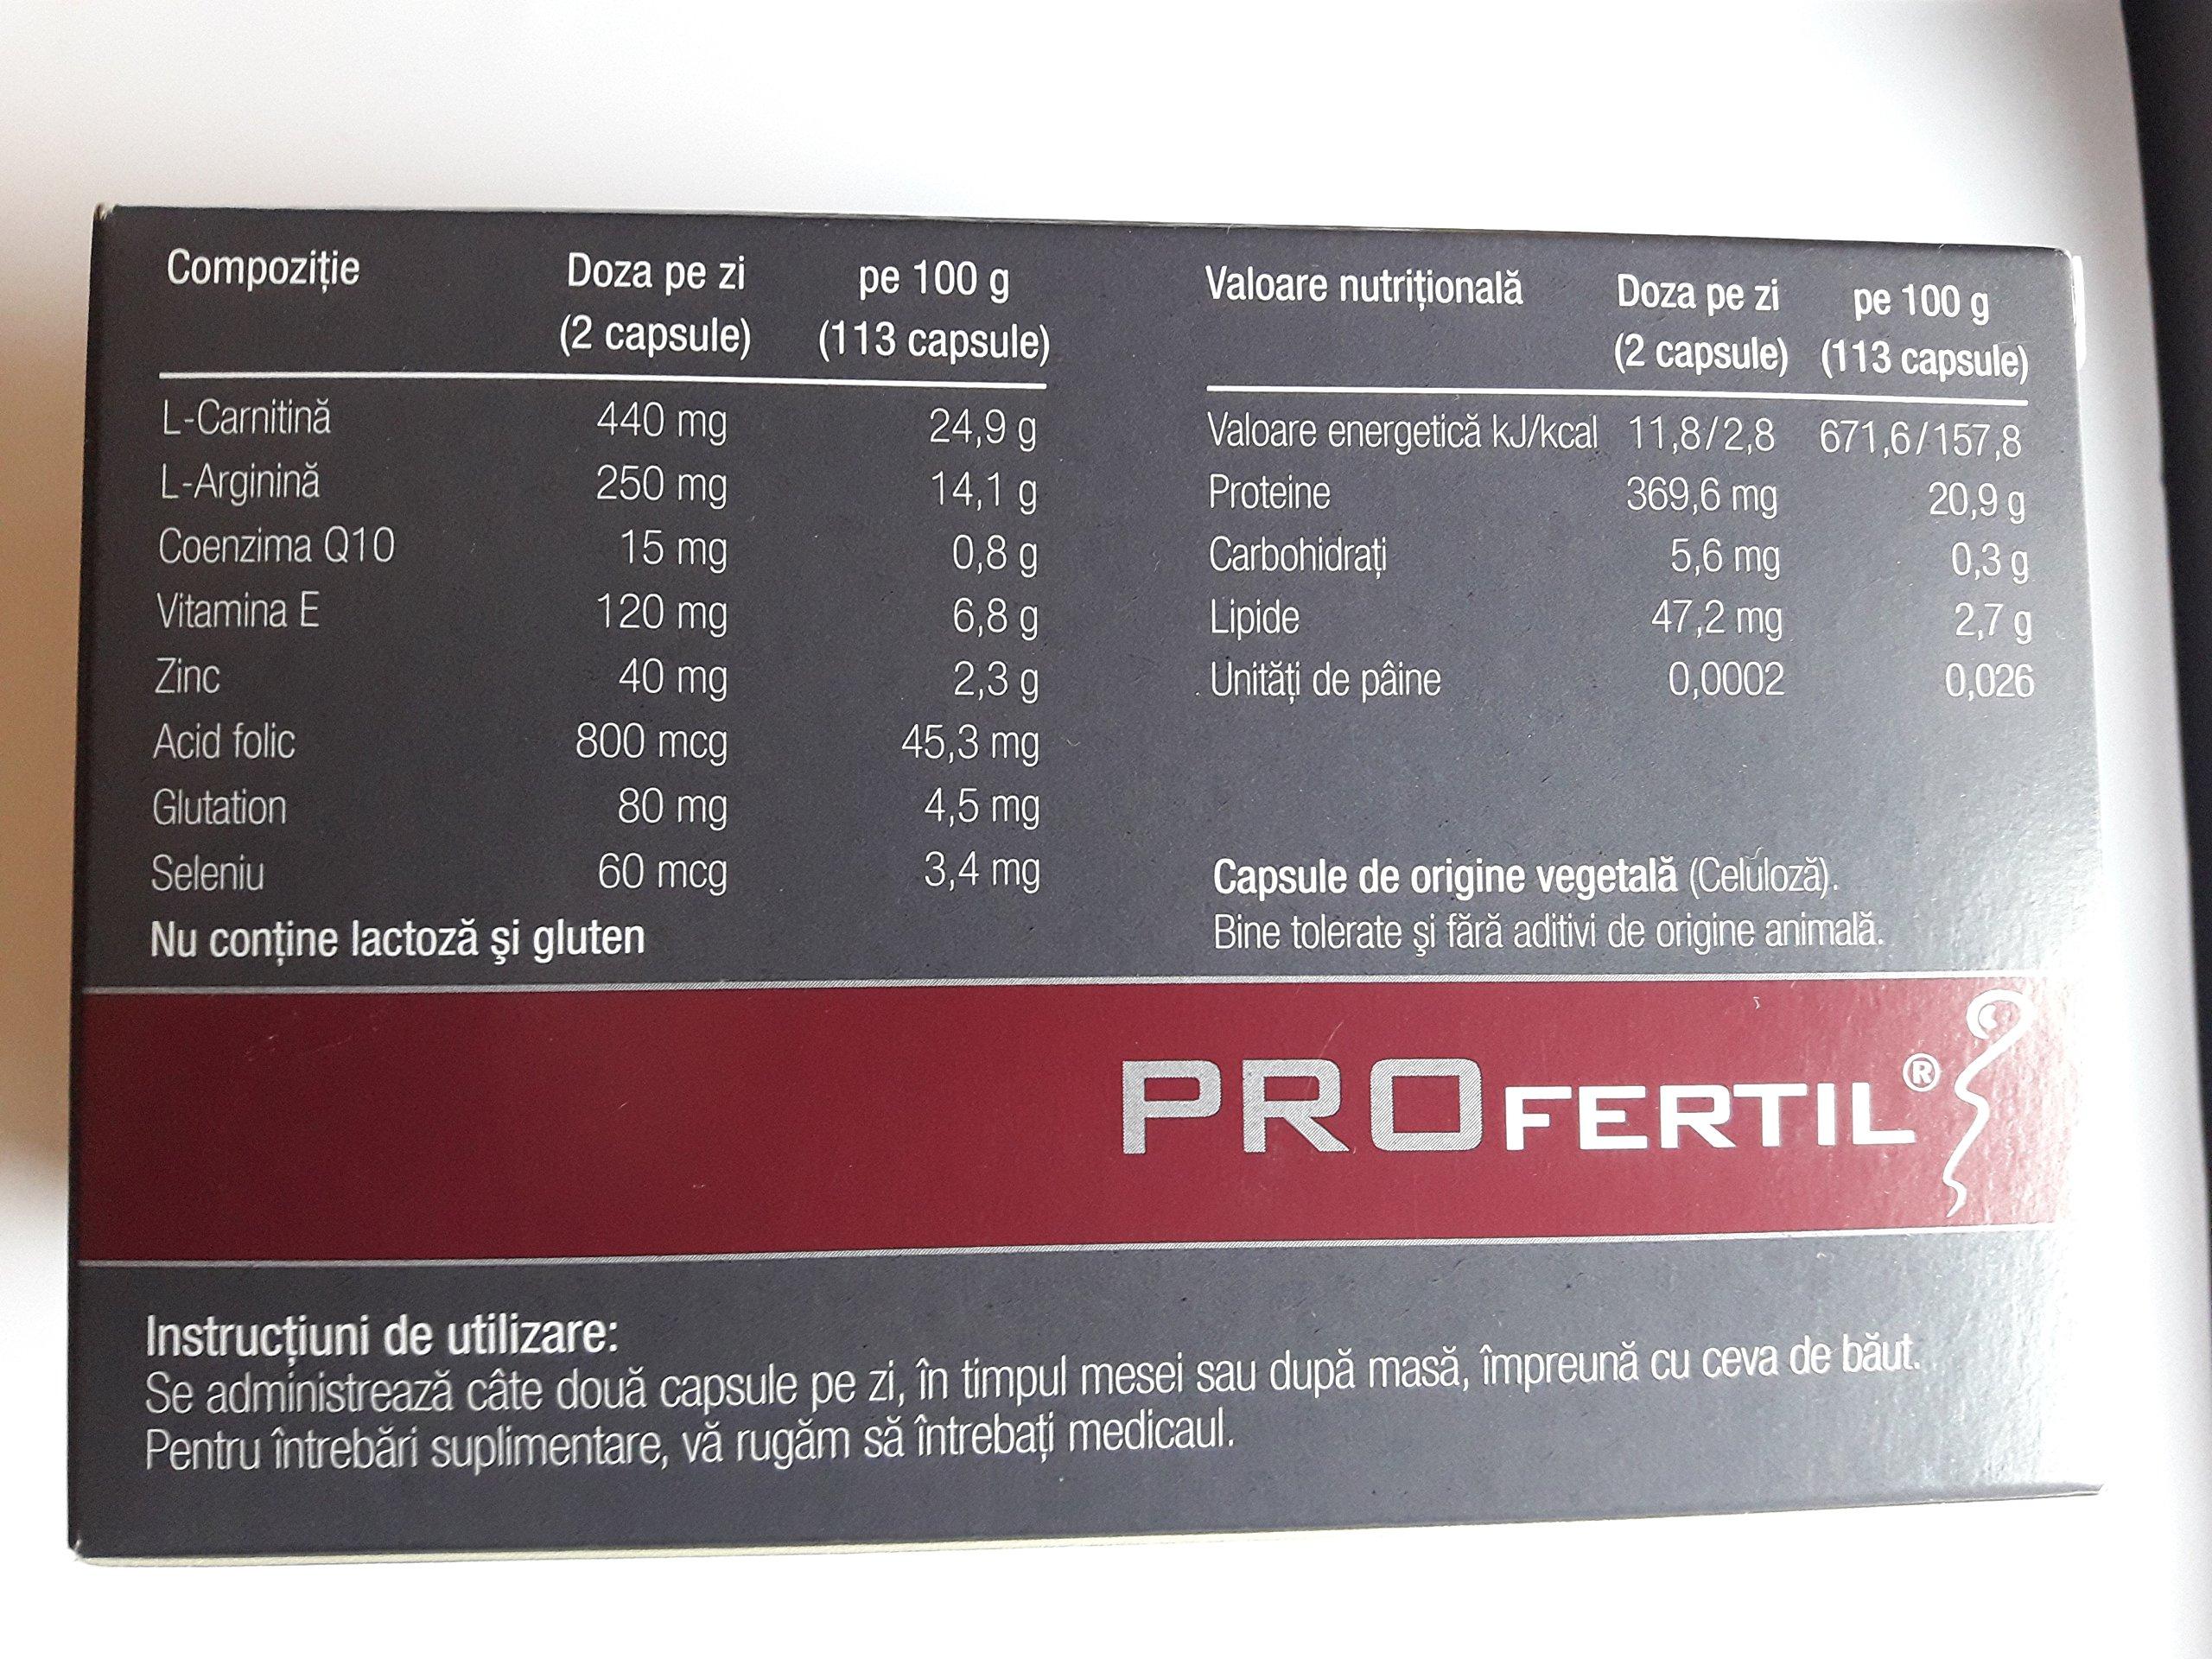 Compoziție Doza pe zi pe 100 g
(2 capsule) (113 capsule)
L-Carnitină 440 mg 24,9 g
L-Arginină 250 mg 14,1 g
Coenzima Q10 15 mg 0,8 g
Vitamina E 120 mg 6,8 g
Zinc 40 mg 2,3 g
Acid folic 800 mcg 45,3 mg
Glutation 80 mg 4,5 mg
Seleniu 60 mcg 3,4 mg
Nu conține lactoză şi gluten
Valoare nutrițională Doza pe zi pe 100 g
(2 capsule) (113 capsule)
Valoare energetică kJ/kcal 11,8/2,8 671,6/157,8
Proteine 369,6 mg 20,9 g
Carbohidrați 5,6 mg 0,3 g
Lipide 47,2 mg 2,7 g
Unități de pâine 0,0002 0,026
Capsule de origine vegetală (Celuloză).
Bine tolerate şi fără aditivi de origine animală.
PROFERTIL®
Instrucțiuni de utilizare:
Se administrează câte două capsule pe zi, în timpul mesei sau după masă, împreună cu ceva de băut.
Pentru întrebări suplimentare, vă rugăm să întrebați medicaul.